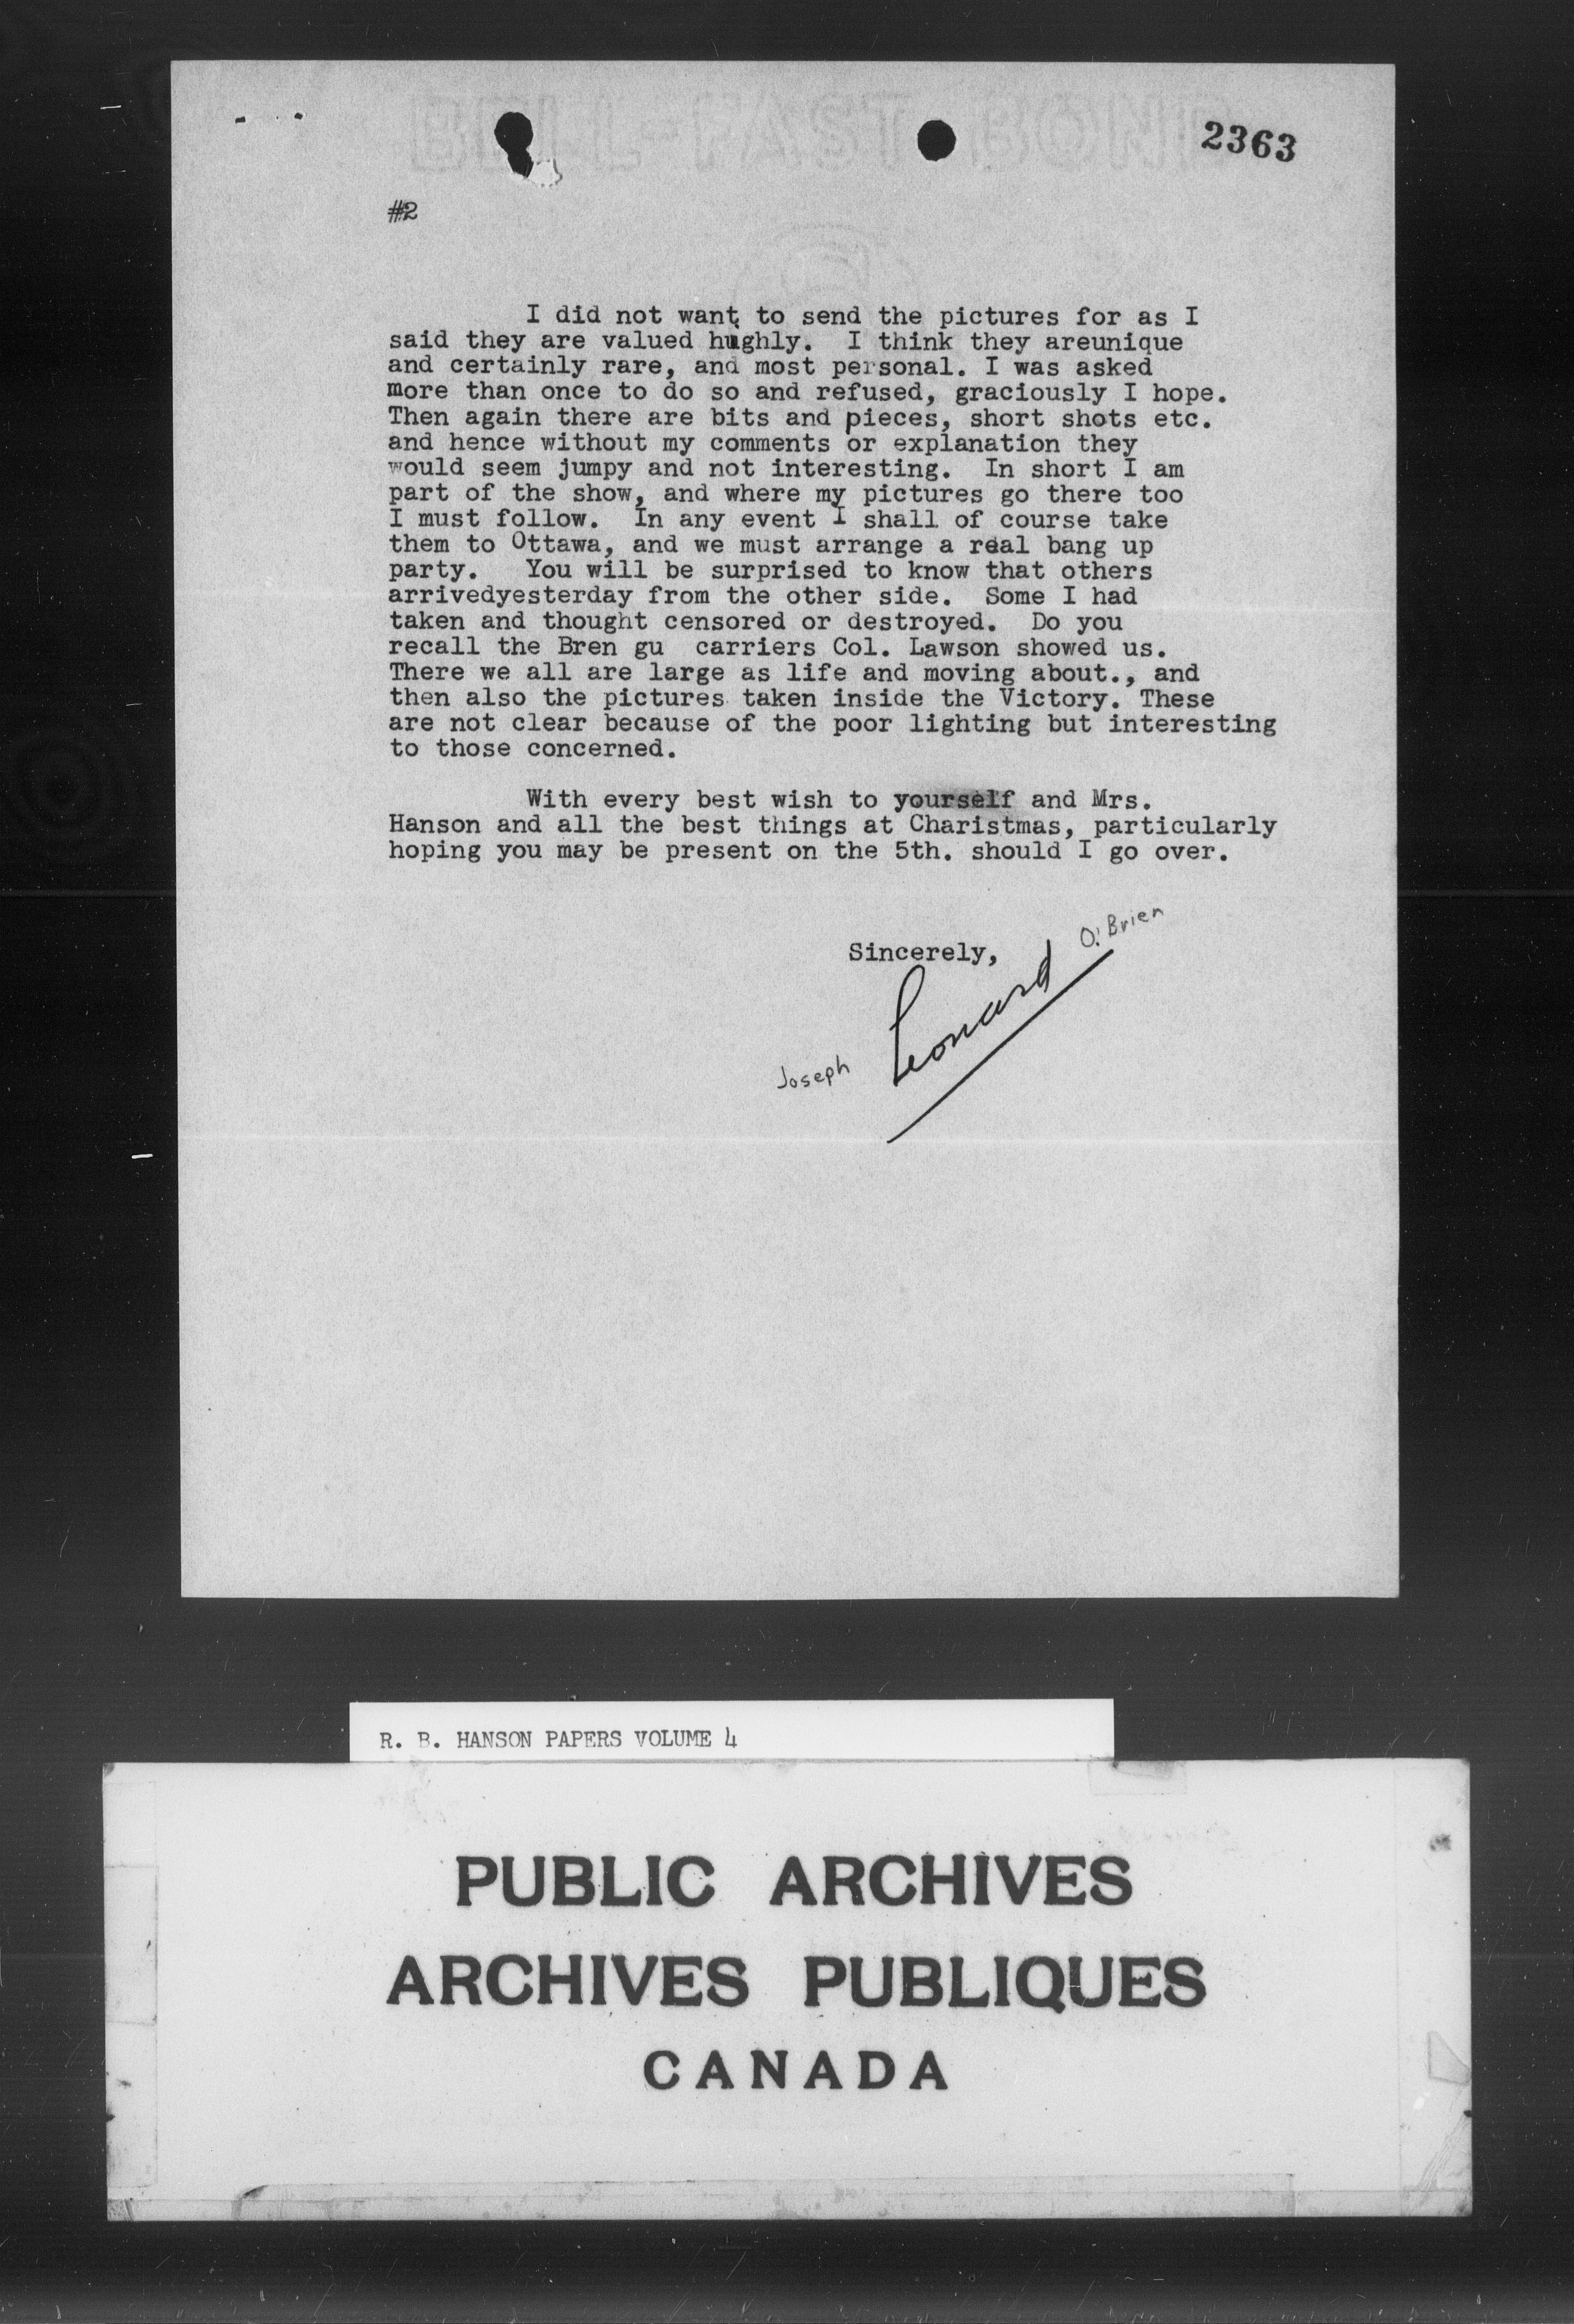 2363
#2
I did not want to send the pictures for as I
said they are valued hughly. I think they areunique
and certainly rare, and most personal. I was asked
more than once to do so and refused, graciously I hope.
Then again there are bits and pieces, short shots etc.
and hence without my comments or explanation they
would seem jumpy and not interesting. In short I am
part of the show, and where my pictures go there too
I must follow. In any event I shall of course take
them to Ottawa, and we must arrange a real bang up
party. You will be surprised to know that others
arrivedyesterday from the other side. Some I had
taken and thought censored or destroyed. Do you
recall the Bren gu carriers Col. Lawson showed us.
There we all are large as life and moving about., and
then also the pictures taken inside the Victory. These
are not clear because of the poor lighting but interesting
to those concerned.
With every best wish to yourself and Mrs.
Hanson and all the best things at Charistmas, particularly
hoping you may be present on the 5th. should I go over.
Sincerely,
Joseph Leonard O'Brien
R. B. HANSON PAPERS VOLUME 4
PUBLIC ARCHIVES
ARCHIVES PUBLIQUES
CANADA